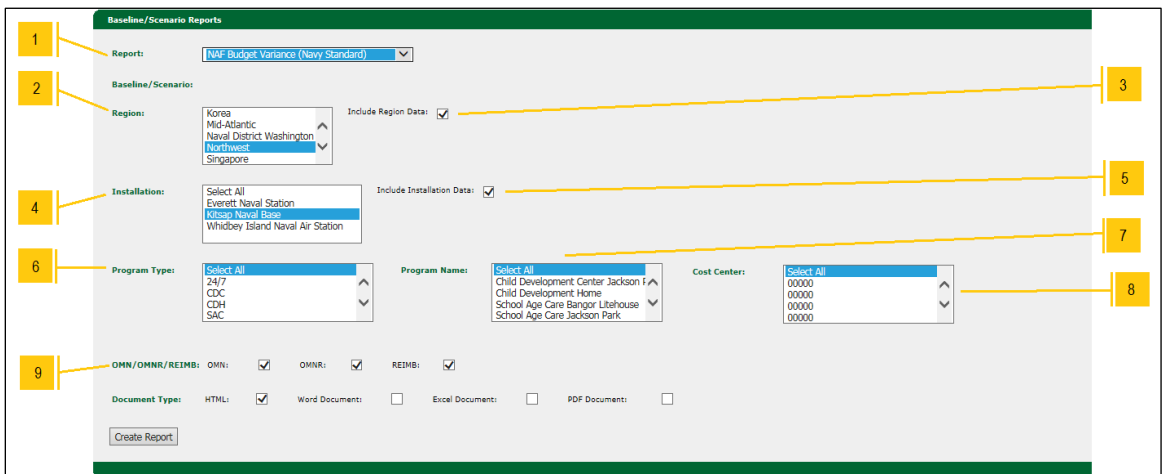 Baseline/Scenario Reports
1
Report: NAF Budget Variance (Navy Standard)
2
Baseline/Scenario:
3
Region: Korea
Mid-Atlantic
Naval District Washington
Northwest
Singapore
Include Region Data:
4
Installation: Select All
Everett Naval Station
Kitsap Naval Base
Whidbey Island Naval Air Station
Include Installation Data:
5
6
Program Type: Select All
24/7
CDC
CDH
SAC
7
Program Name: Select All
Child Development Center Jackson
Child Development Home
School Age Care Bangor Litehouse
School Age Care Jackson Park
Cost Center: Select All
00000
00000
00000
00000
8
9
OMN/OMNR/REIMB: OMN: OMNR: REIMB:
Document Type: HTML: Word Document: Excel Document: PDF Document:
Create Report